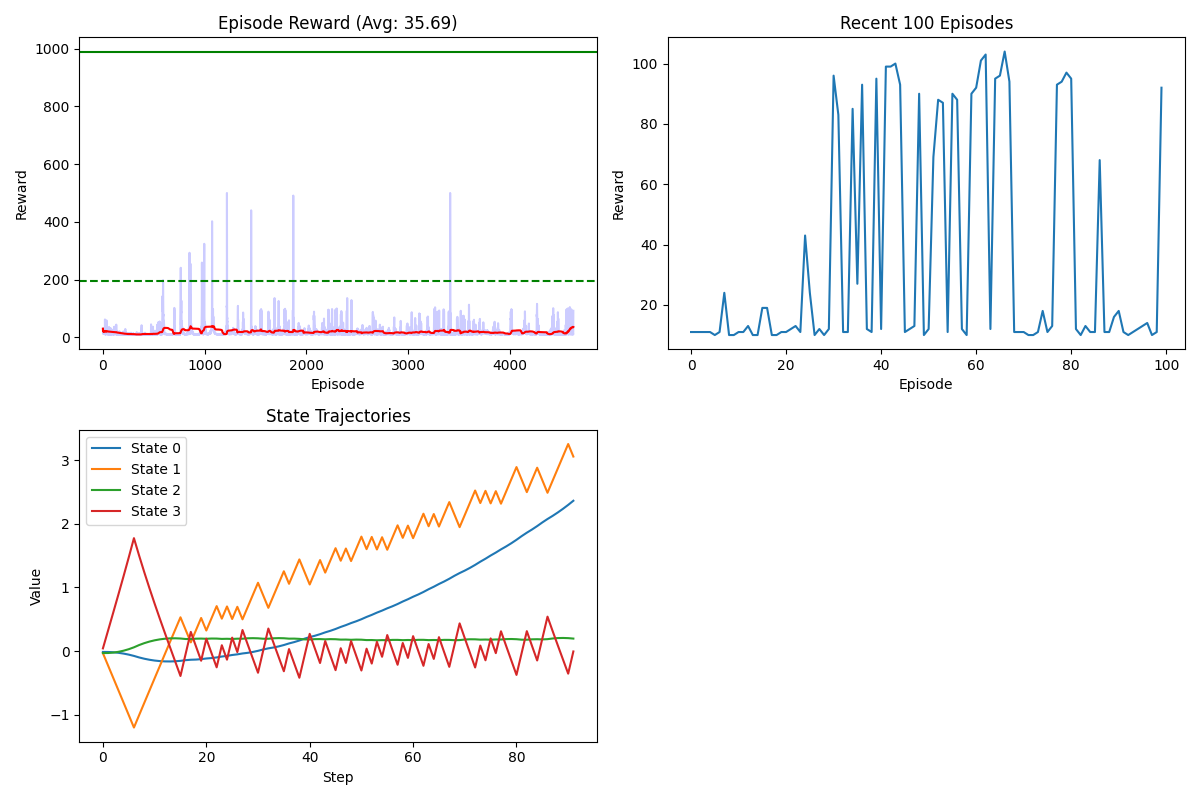 Episode Reward (Avg: 35.69)
1000
800
600
400
200
0
Reward
0
1000
2000
3000
4000
Episode
Recent 100 Episodes
100
80
60
40
20
Reward
0
20
40
60
80
100
Episode
State Trajectories
State 0
State 1
State 2
State 3
3
2
1
0
−1
Value
0
20
40
60
80
Step